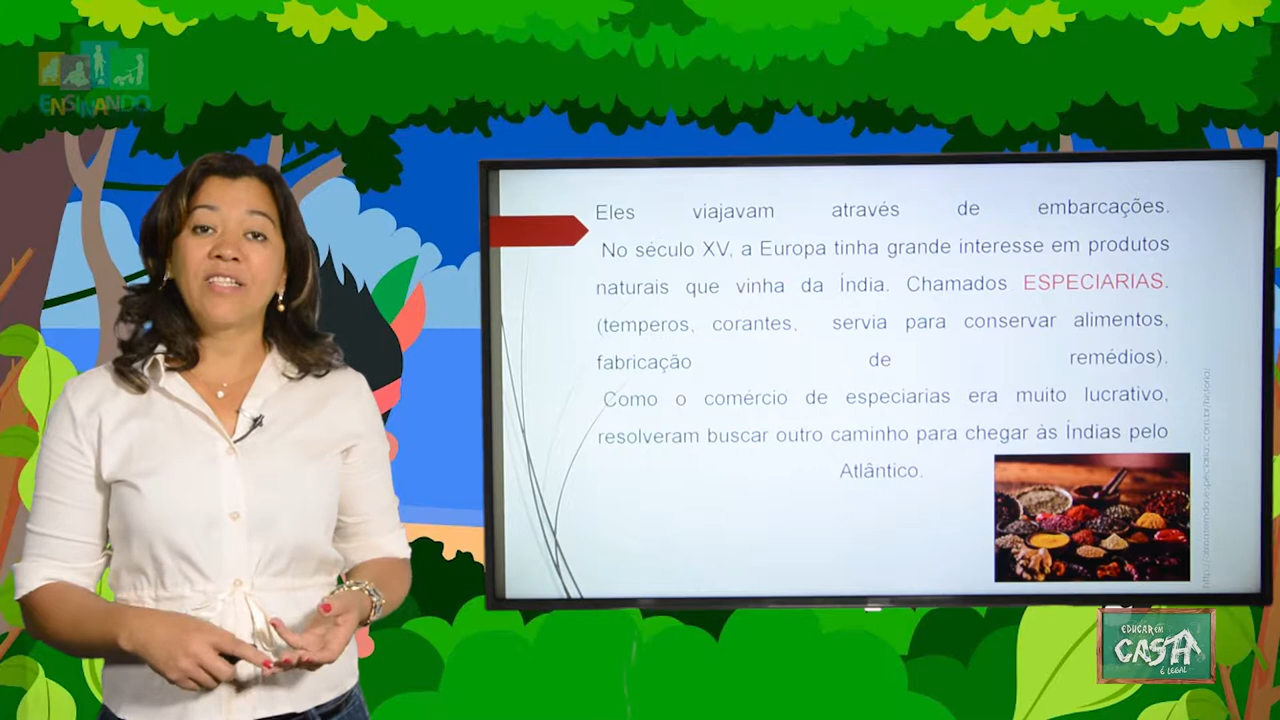 ENSINANDO
Eles viajavam através de embarcações.
No século XV, a Europa tinha grande interesse em produtos
naturais que vinha da Índia. Chamados ESPECIARIAS.
(temperos, corantes, servia para conservar alimentos,
fabricação de remédios).
Como o comércio de especiarias era muito lucrativo,
resolveram buscar outro caminho para chegar às Índias pelo
Atlântico.
EDUCAR EM
CASA
É LEGAL